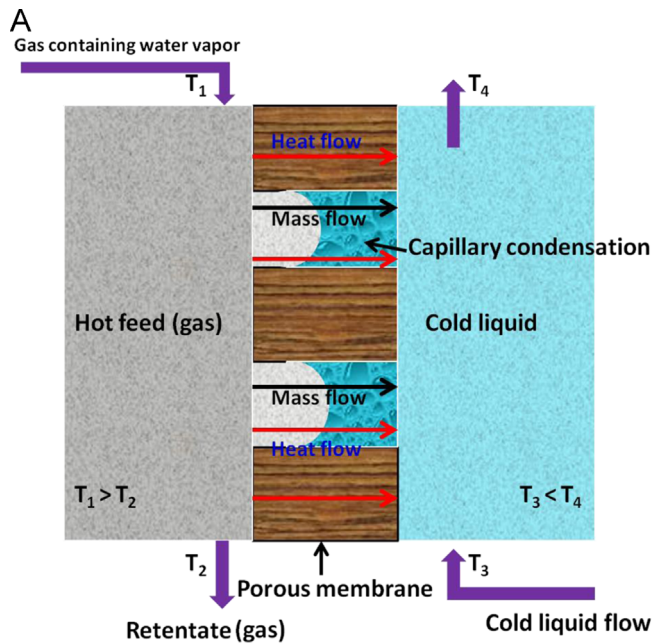 A
Gas containing water vapor
T₁
T₄
Heat flow
Mass flow
Capillary condensation
Hot feed (gas)
Cold liquid
Mass flow
Heat flow
T₁ > T₂
T₃ < T₄
T₂
T₃
Porous membrane
Retentate (gas)
Cold liquid flow